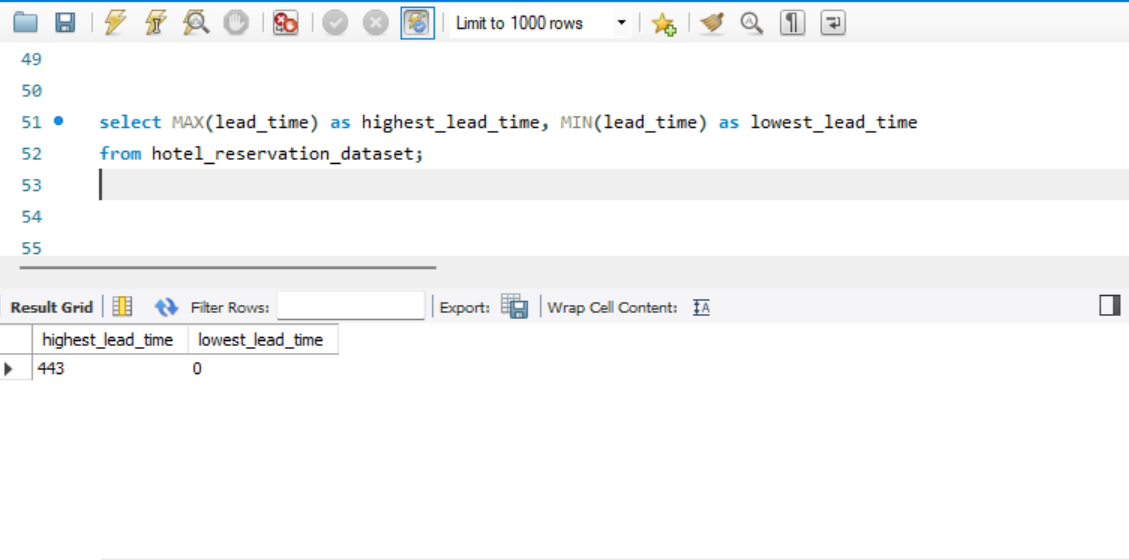 Limit to 1000 rows
49
50
51 select MAX(lead_time) as highest_lead_time, MIN(lead_time) as lowest_lead_time
52 from hotel_reservation_dataset;
53
54
55
Result Grid Filter Rows: Export: Wrap Cell Content: IA
highest_lead_time lowest_lead_time
443 0